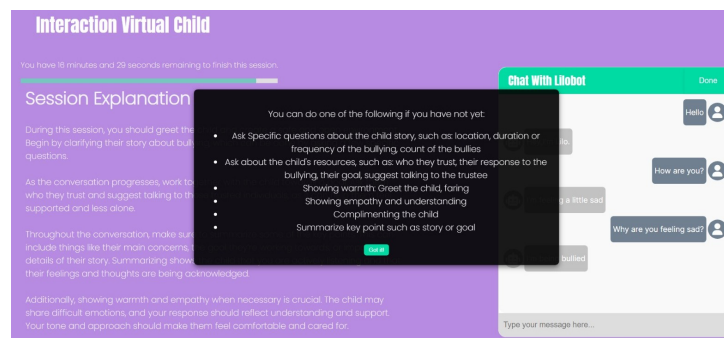 Interaction Virtual Child
You have 16 minutes and 29 seconds remaining to finish this session.
Session Explanation
During this session, you should greet the
Begin by clarifying their story about bull
questions.
As the conversation progresses, work to
who they trust and suggest talking to th
supported and less alone.
Throughout the conversation, make sure
include things like their main concerns, t
details of their story. Summarizing show
their feelings and thoughts are being acknowledged.
Additionally, showing warmth and empathy when necessary is crucial. The child may
share difficult emotions, and your response should reflect understanding and support.
Your tone and approach should make them feel comfortable and cared for.
You can do one of the following if you have not yet:
Ask Specific questions about the child story, such as: location, duration or
frequency of the bullying, count of the bullies
Ask about the child's resources, such as: who they trust, their response to the
bullying, their goal, suggest talking to the trustee
Showing warmth: Greet the child, faring
Showing empathy and understanding
Complimenting the child
Summarize key point such as story or goal
Got it!
Chat With Lilobot
Done
Hello
ilo.
How are you?
g a little sad
Why are you feeling sad?
bullied
Type your message here...